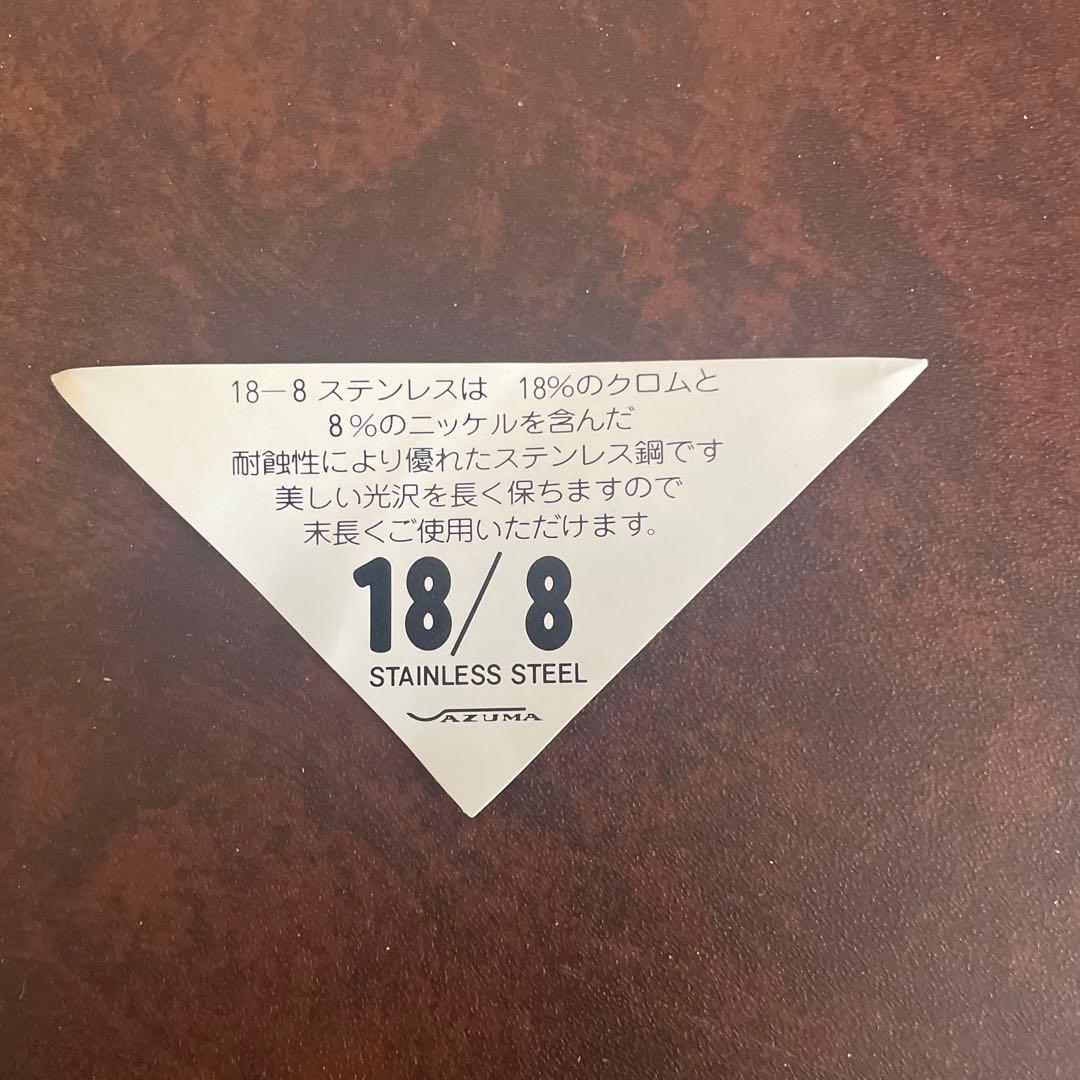 18-8 ステンレスは 18%のクロムと
8%のニッケルを含んだ
耐蝕性により優れたステンレス鋼です
美しい光沢を長く保ちますので
末長くご使用いただけます。
18/8
STAINLESS STEEL
YAZUMA